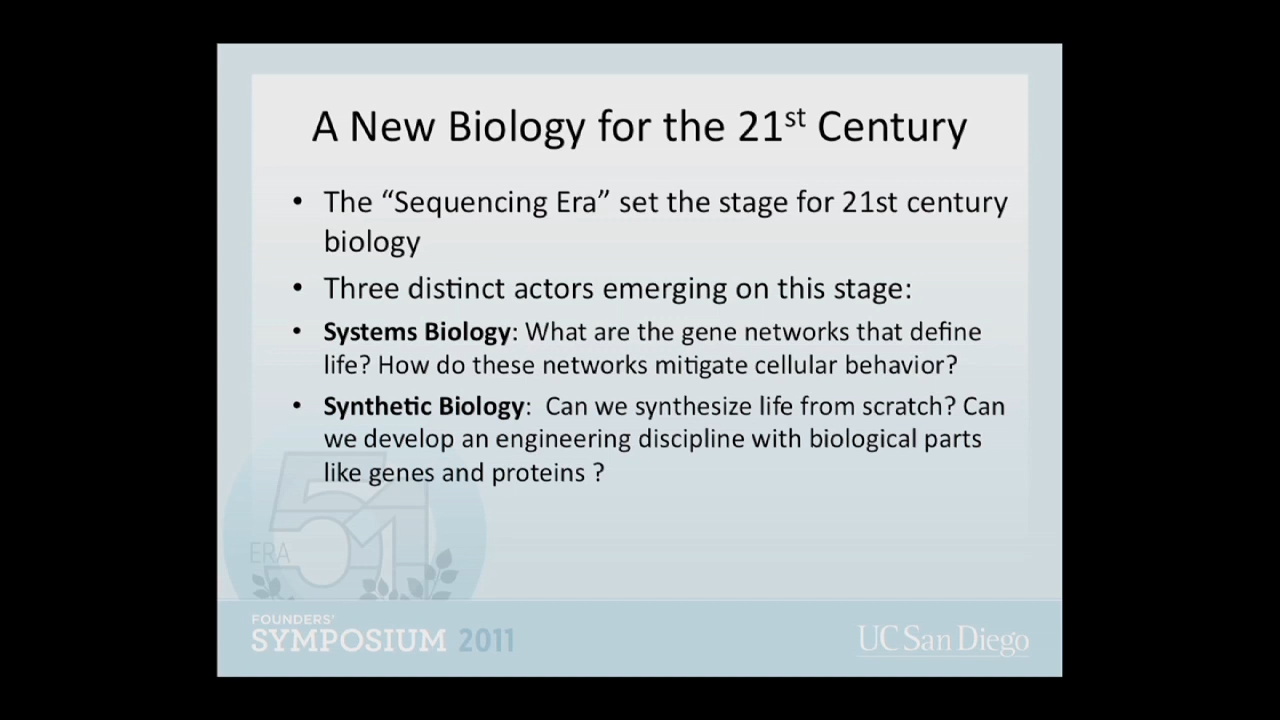 A New Biology for the 21st Century
• The “Sequencing Era” set the stage for 21st century
biology
• Three distinct actors emerging on this stage:
• Systems Biology: What are the gene networks that define
life? How do these networks mitigate cellular behavior?
• Synthetic Biology:  Can we synthesize life from scratch? Can
we develop an engineering discipline with biological parts
like genes and proteins ?
51
ERA
FOUNDERS’
SYMPOSIUM 2011
UC San Diego